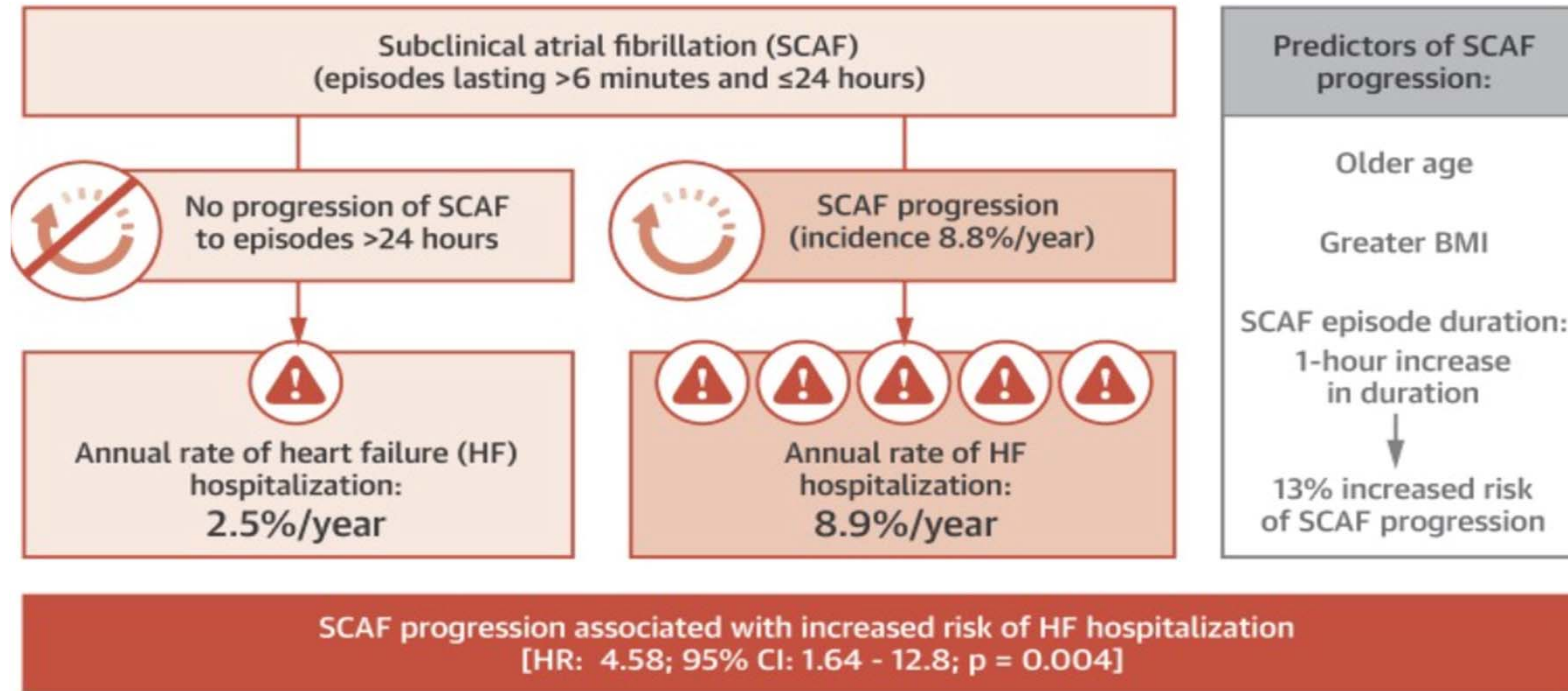 Subclinical atrial fibrillation (SCAF)
(episodes lasting >6 minutes and ≤24 hours)
No progression of SCAF
to episodes >24 hours
SCAF progression
(incidence 8.8%/year)
Annual rate of heart failure (HF)
hospitalization:
2.5%/year
Annual rate of HF
hospitalization:
8.9%/year
Predictors of SCAF
progression:
Older age
Greater BMI
SCAF episode duration:
1-hour increase
in duration
13% increased risk
of SCAF progression
SCAF progression associated with increased risk of HF hospitalization
[HR: 4.58; 95% CI: 1.64 - 12.8; p = 0.004]